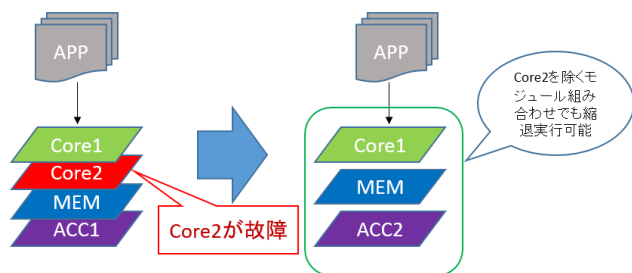 APP
Core1
Core2
MEM
ACC1
Core2が故障
APP
Core1
MEM
ACC2
Core2を除くモ
ジュール組み
合わせでも縮
退実行可能